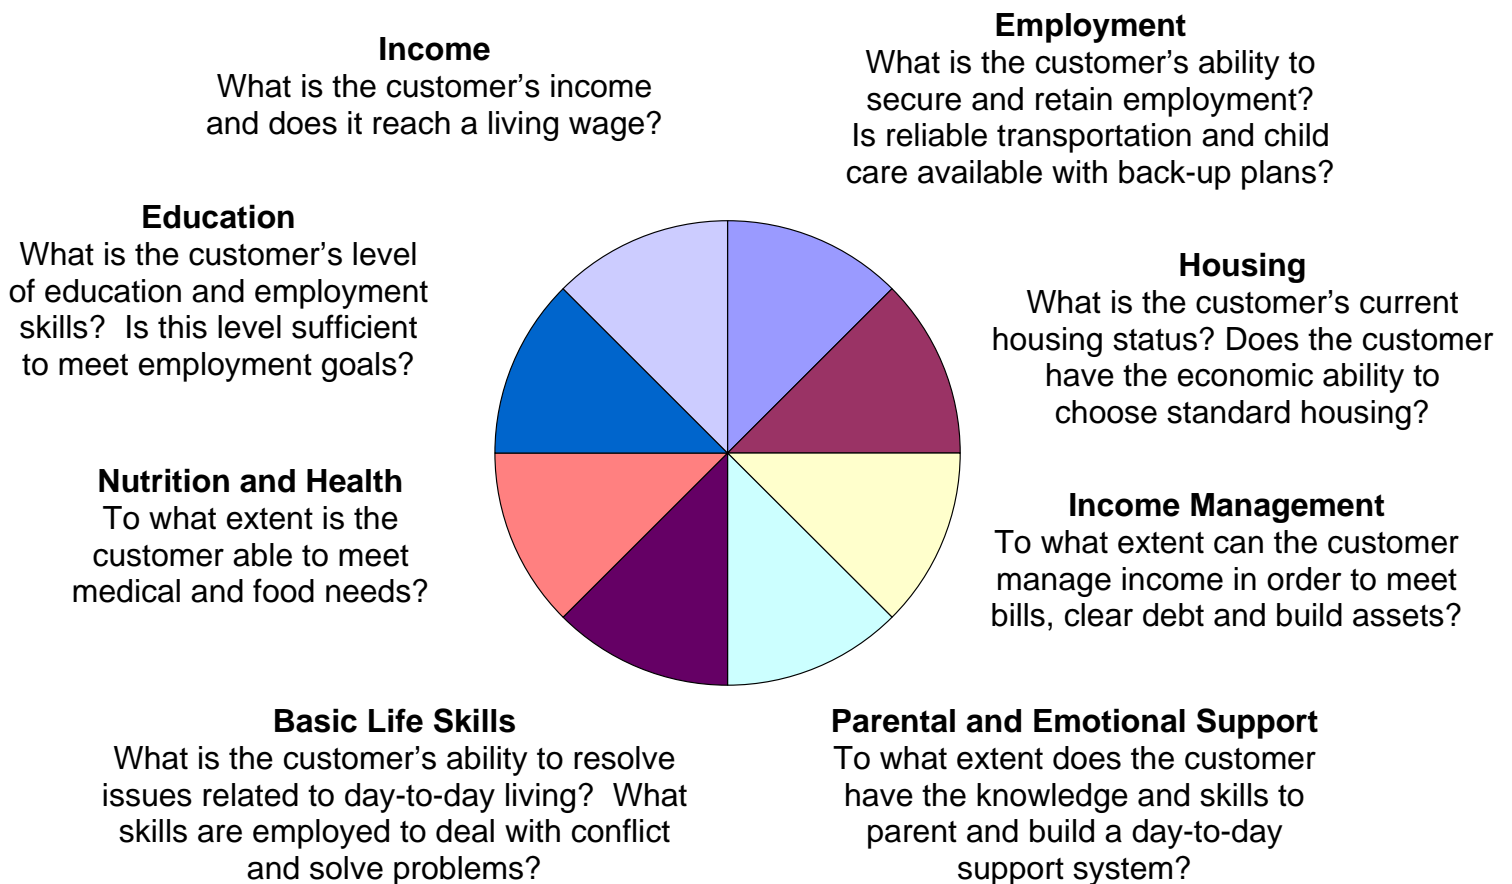 Income
What is the customer’s income
and does it reach a living wage?
Employment
What is the customer’s ability to
secure and retain employment?
Is reliable transportation and child
care available with back-up plans?
Education
What is the customer’s level
of education and employment
skills?  Is this level sufficient
to meet employment goals?
Housing
What is the customer’s current
housing status? Does the customer
have the economic ability to
choose standard housing?
Nutrition and Health
To what extent is the
customer able to meet
medical and food needs?
Income Management
To what extent can the customer
manage income in order to meet
bills, clear debt and build assets?
Basic Life Skills
What is the customer’s ability to resolve
issues related to day-to-day living?  What
skills are employed to deal with conflict
and solve problems?
Parental and Emotional Support
To what extent does the customer
have the knowledge and skills to
parent and build a day-to-day
support system?